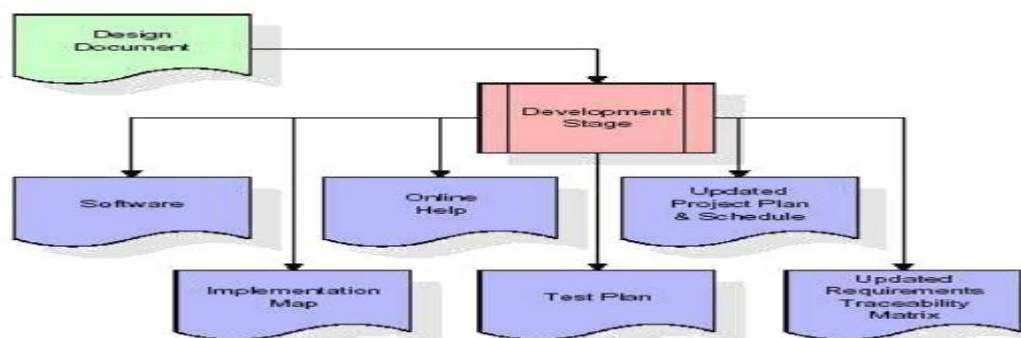 Design
Document
Development
Stage
Software
Online
Help
Updated
Project Plan
& Schedule
Implementation
Map
Test Plan
Updated
Requirements
Traceability
Matrix